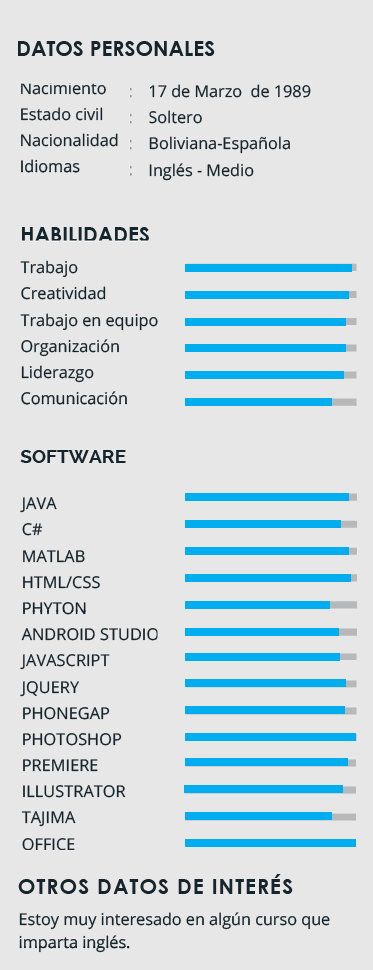 DATOS PERSONALES
Nacimiento : 17 de Marzo de 1989
Estado civil : Soltero
Nacionalidad : Boliviana-Española
Idiomas : Inglés - Medio
HABILIDADES
Trabajo
Creatividad
Trabajo en equipo
Organización
Liderazgo
Comunicación
SOFTWARE
JAVA
C#
MATLAB
HTML/CSS
PHYTON
ANDROID STUDIO
JAVASCRIPT
JQUERY
PHONEGAP
PHOTOSHOP
PREMIERE
ILLUSTRATOR
TAJIMA
OFFICE
OTROS DATOS DE INTERÉS
Estoy muy interesado en algún curso que
imparta inglés.